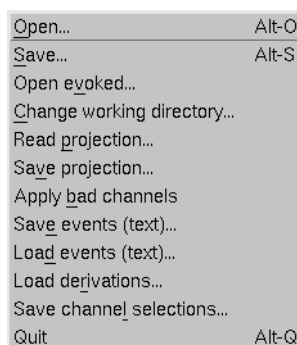 Open... Alt-O
Save... Alt-S
Open evoked...
Change working directory...
Read projection...
Save projection...
Apply bad channels
Save events (text)...
Load events (text)...
Load derivations...
Save channel selections...
Quit Alt-Q